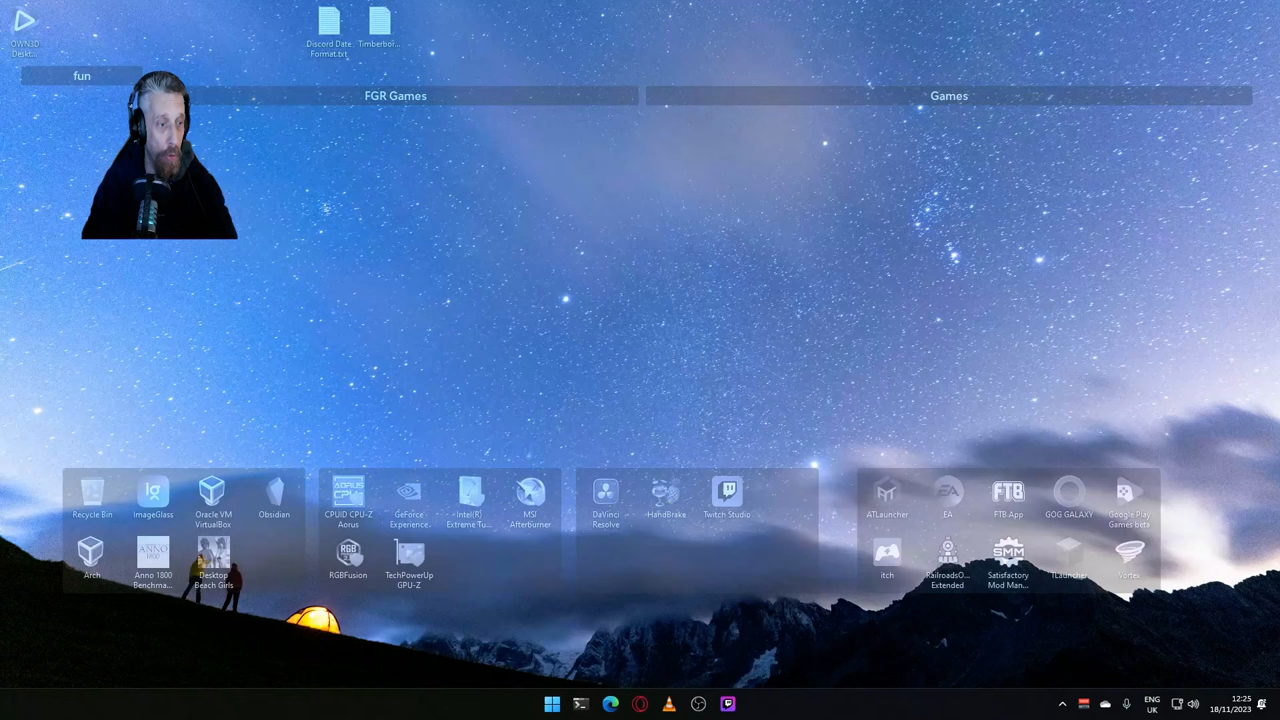 OWN3D
Deskt...
Discord Date
Format.txt
Timberbor...
fun
FGR Games
Games
Recycle Bin
ImageGlass
Oracle VM
VirtualBox
Obsidian
Arch
Anno 1800
Benchma...
Desktop
Beach Girls
CPUID CPU-Z
Aorus
GeForce
Experience
Intel(R)
Extreme Tu...
MSI
Afterburner
RGBFusion
TechPowerUp
GPU-Z
DaVinci
Resolve
HandBrake
Twitch Studio
ATLauncher
EA
FTB App
GOG GALAXY
Google Play
Games beta
itch
RailroadsO...
Extended
Satisfactory
Mod Man...
TLauncher
Vortex
ENG
UK
12:25
18/11/2023